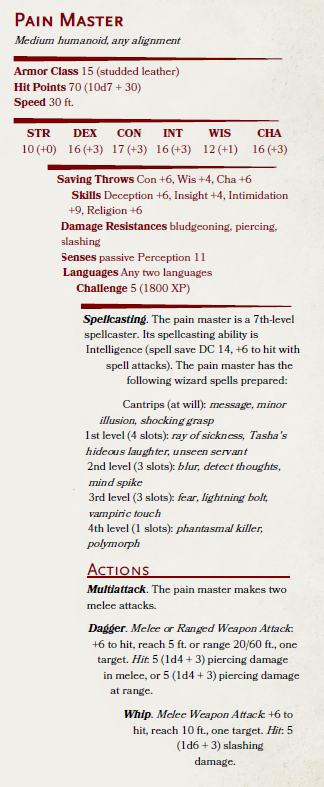 Pain Master
Medium humanoid, any alignment
Armor Class 15 (studded leather)
Hit Points 70 (10d7 + 30)
Speed 30 ft.
STR DEX CON INT WIS CHA
10 (+0) 16 (+3) 17 (+3) 16 (+3) 12 (+1) 16 (+3)
Saving Throws Con +6, Wis +4, Cha +6
Skills Deception +6, Insight +4, Intimidation
+9, Religion +6
Damage Resistances bludgeoning, piercing,
slashing
Senses passive Perception 11
Languages Any two languages
Challenge 5 (1800 XP)
Spellcasting. The pain master is a 7th-level
spellcaster. Its spellcasting ability is
Intelligence (spell save DC 14, +6 to hit with
spell attacks). The pain master has the
following wizard spells prepared:
Cantrips (at will): message, minor
illusion, shocking grasp
1st level (4 slots): ray of sickness, Tasha's
hideous laughter, unseen servant
2nd level (3 slots): blur, detect thoughts,
mind spike
3rd level (3 slots): fear, lightning bolt,
vampiric touch
4th level (1 slots): phantasmal killer,
polymorph
Actions
Multiattack. The pain master makes two
melee attacks.
Dagger. Melee or Ranged Weapon Attack:
+6 to hit, reach 5 ft. or range 20/60 ft., one
target. Hit: 5 (1d4 + 3) piercing damage
in melee, or 5 (1d4 + 3) piercing damage
at range.
Whip. Melee Weapon Attack: +6 to
hit, reach 10 ft., one target. Hit: 5
(1d6 + 3) slashing
damage.